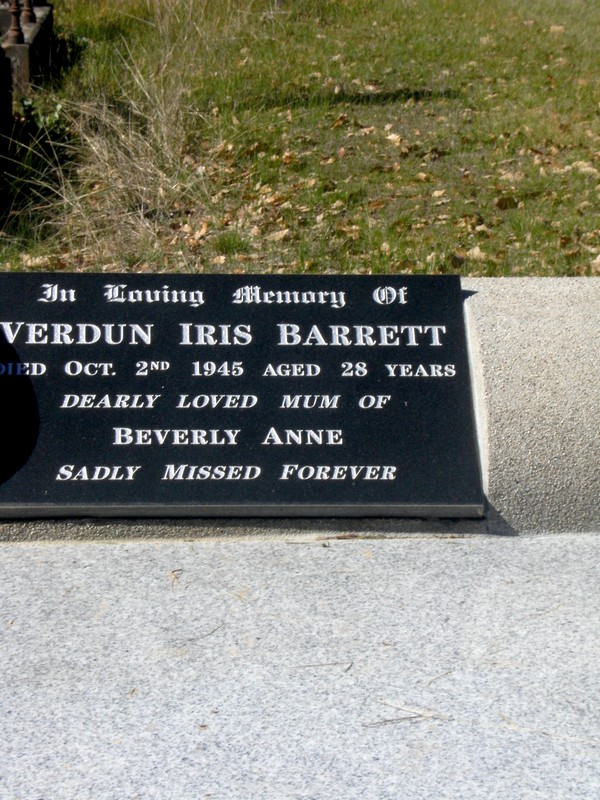 In Loving Memory Of
VERDUN IRIS BARRETT
DIED OCT. 2ND 1945 AGED 28 YEARS
DEARLY LOVED MUM OF
BEVERLY ANNE
SADLY MISSED FOREVER